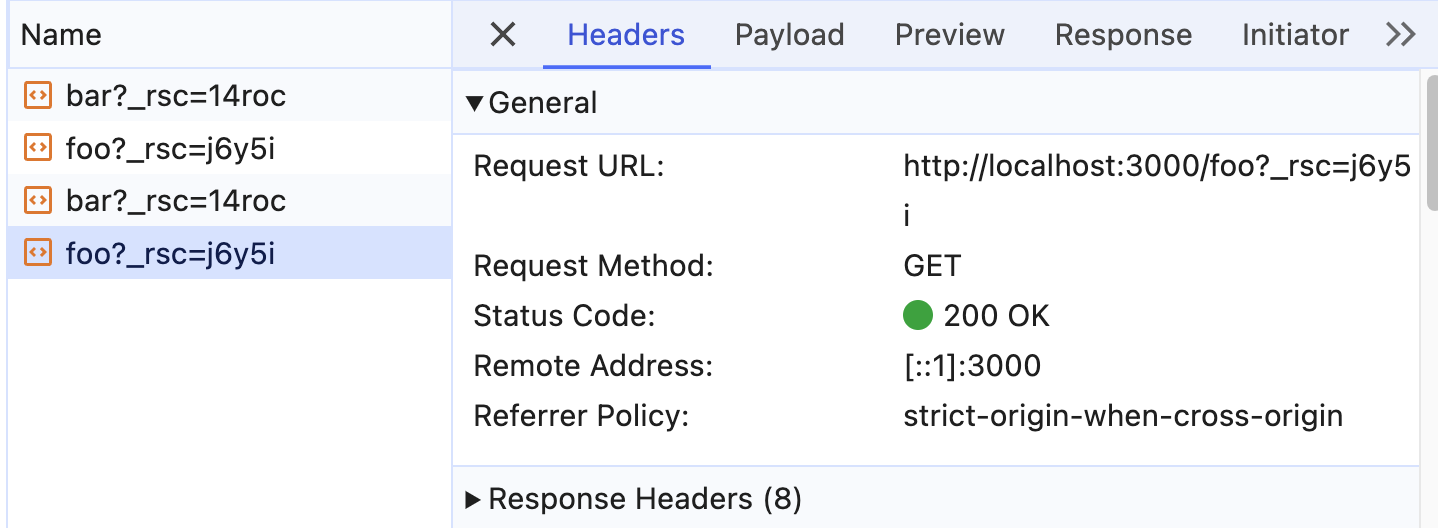 Name
Headers Payload Preview Response Initiator
bar?_rsc=14roc
foo?_rsc=j6y5i
bar?_rsc=14roc
foo?_rsc=j6y5i
General
Request URL: http://localhost:3000/foo?_rsc=j6y5
i
Request Method: GET
Status Code: 200 OK
Remote Address: [::1]:3000
Referrer Policy: strict-origin-when-cross-origin
Response Headers (8)